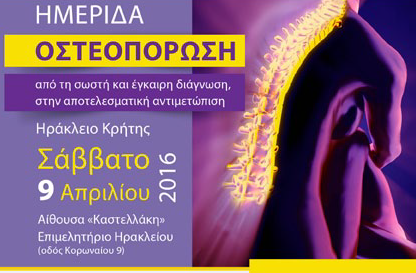 ΗΜΕΡΙΔΑ
ΟΣΤΕΟΠΟΡΩΣΗ
από τη σωστή και έγκαιρη διάγνωση,
στην αποτελεσματική αντιμετώπιση
Ηράκλειο Κρήτης
Σάββατο
9 Απριλίου
2016
Αίθουσα «Καστελλάκη»
Επιμελητήριο Ηρακλείου
(οδός Κορωναίου 9)